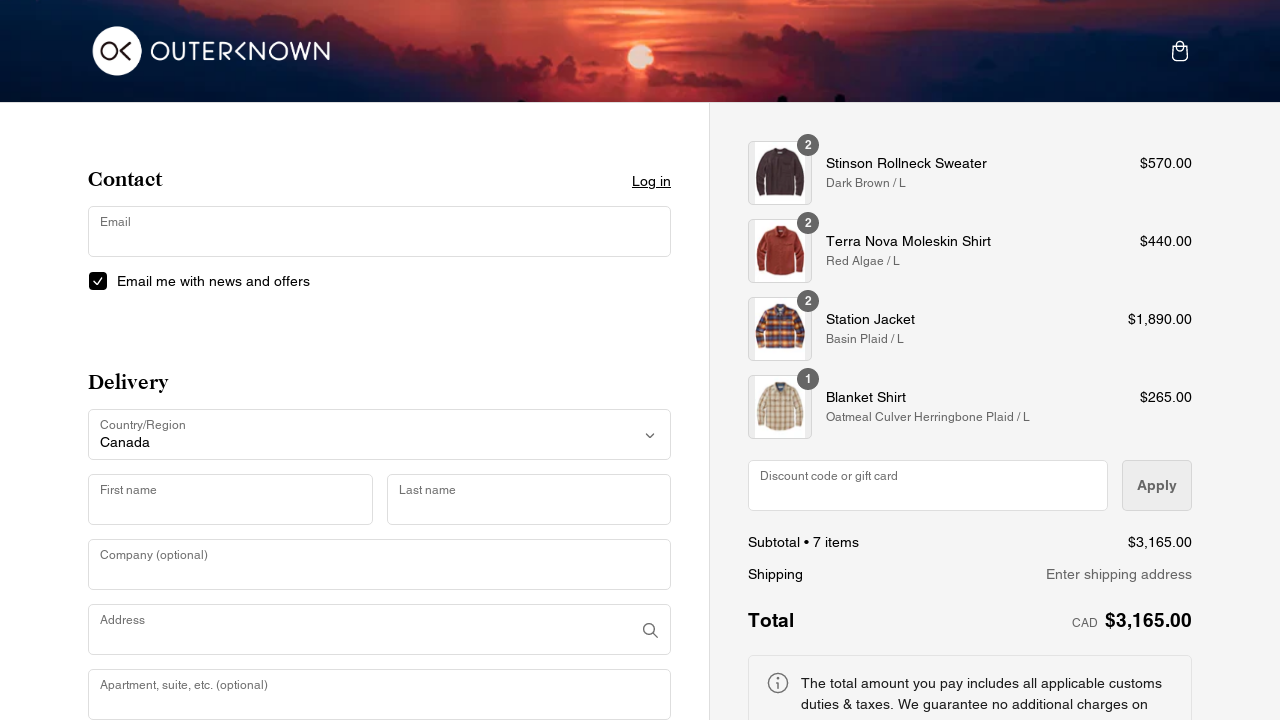 OK OUTERKNOWN
Contact
Log in
Email
Email me with news and offers
Delivery
Country/Region
Canada
First name
Last name
Company (optional)
Address
Apartment, suite, etc. (optional)
2
Stinson Rollneck Sweater
$570.00
Dark Brown / L
2
Terra Nova Moleskin Shirt
$440.00
Red Algae / L
2
Station Jacket
$1,890.00
Basin Plaid / L
1
Blanket Shirt
$265.00
Oatmeal Culver Herringbone Plaid / L
Discount code or gift card
Apply
Subtotal • 7 items
$3,165.00
Shipping
Enter shipping address
Total
CAD $3,165.00
The total amount you pay includes all applicable customs
duties & taxes. We guarantee no additional charges on